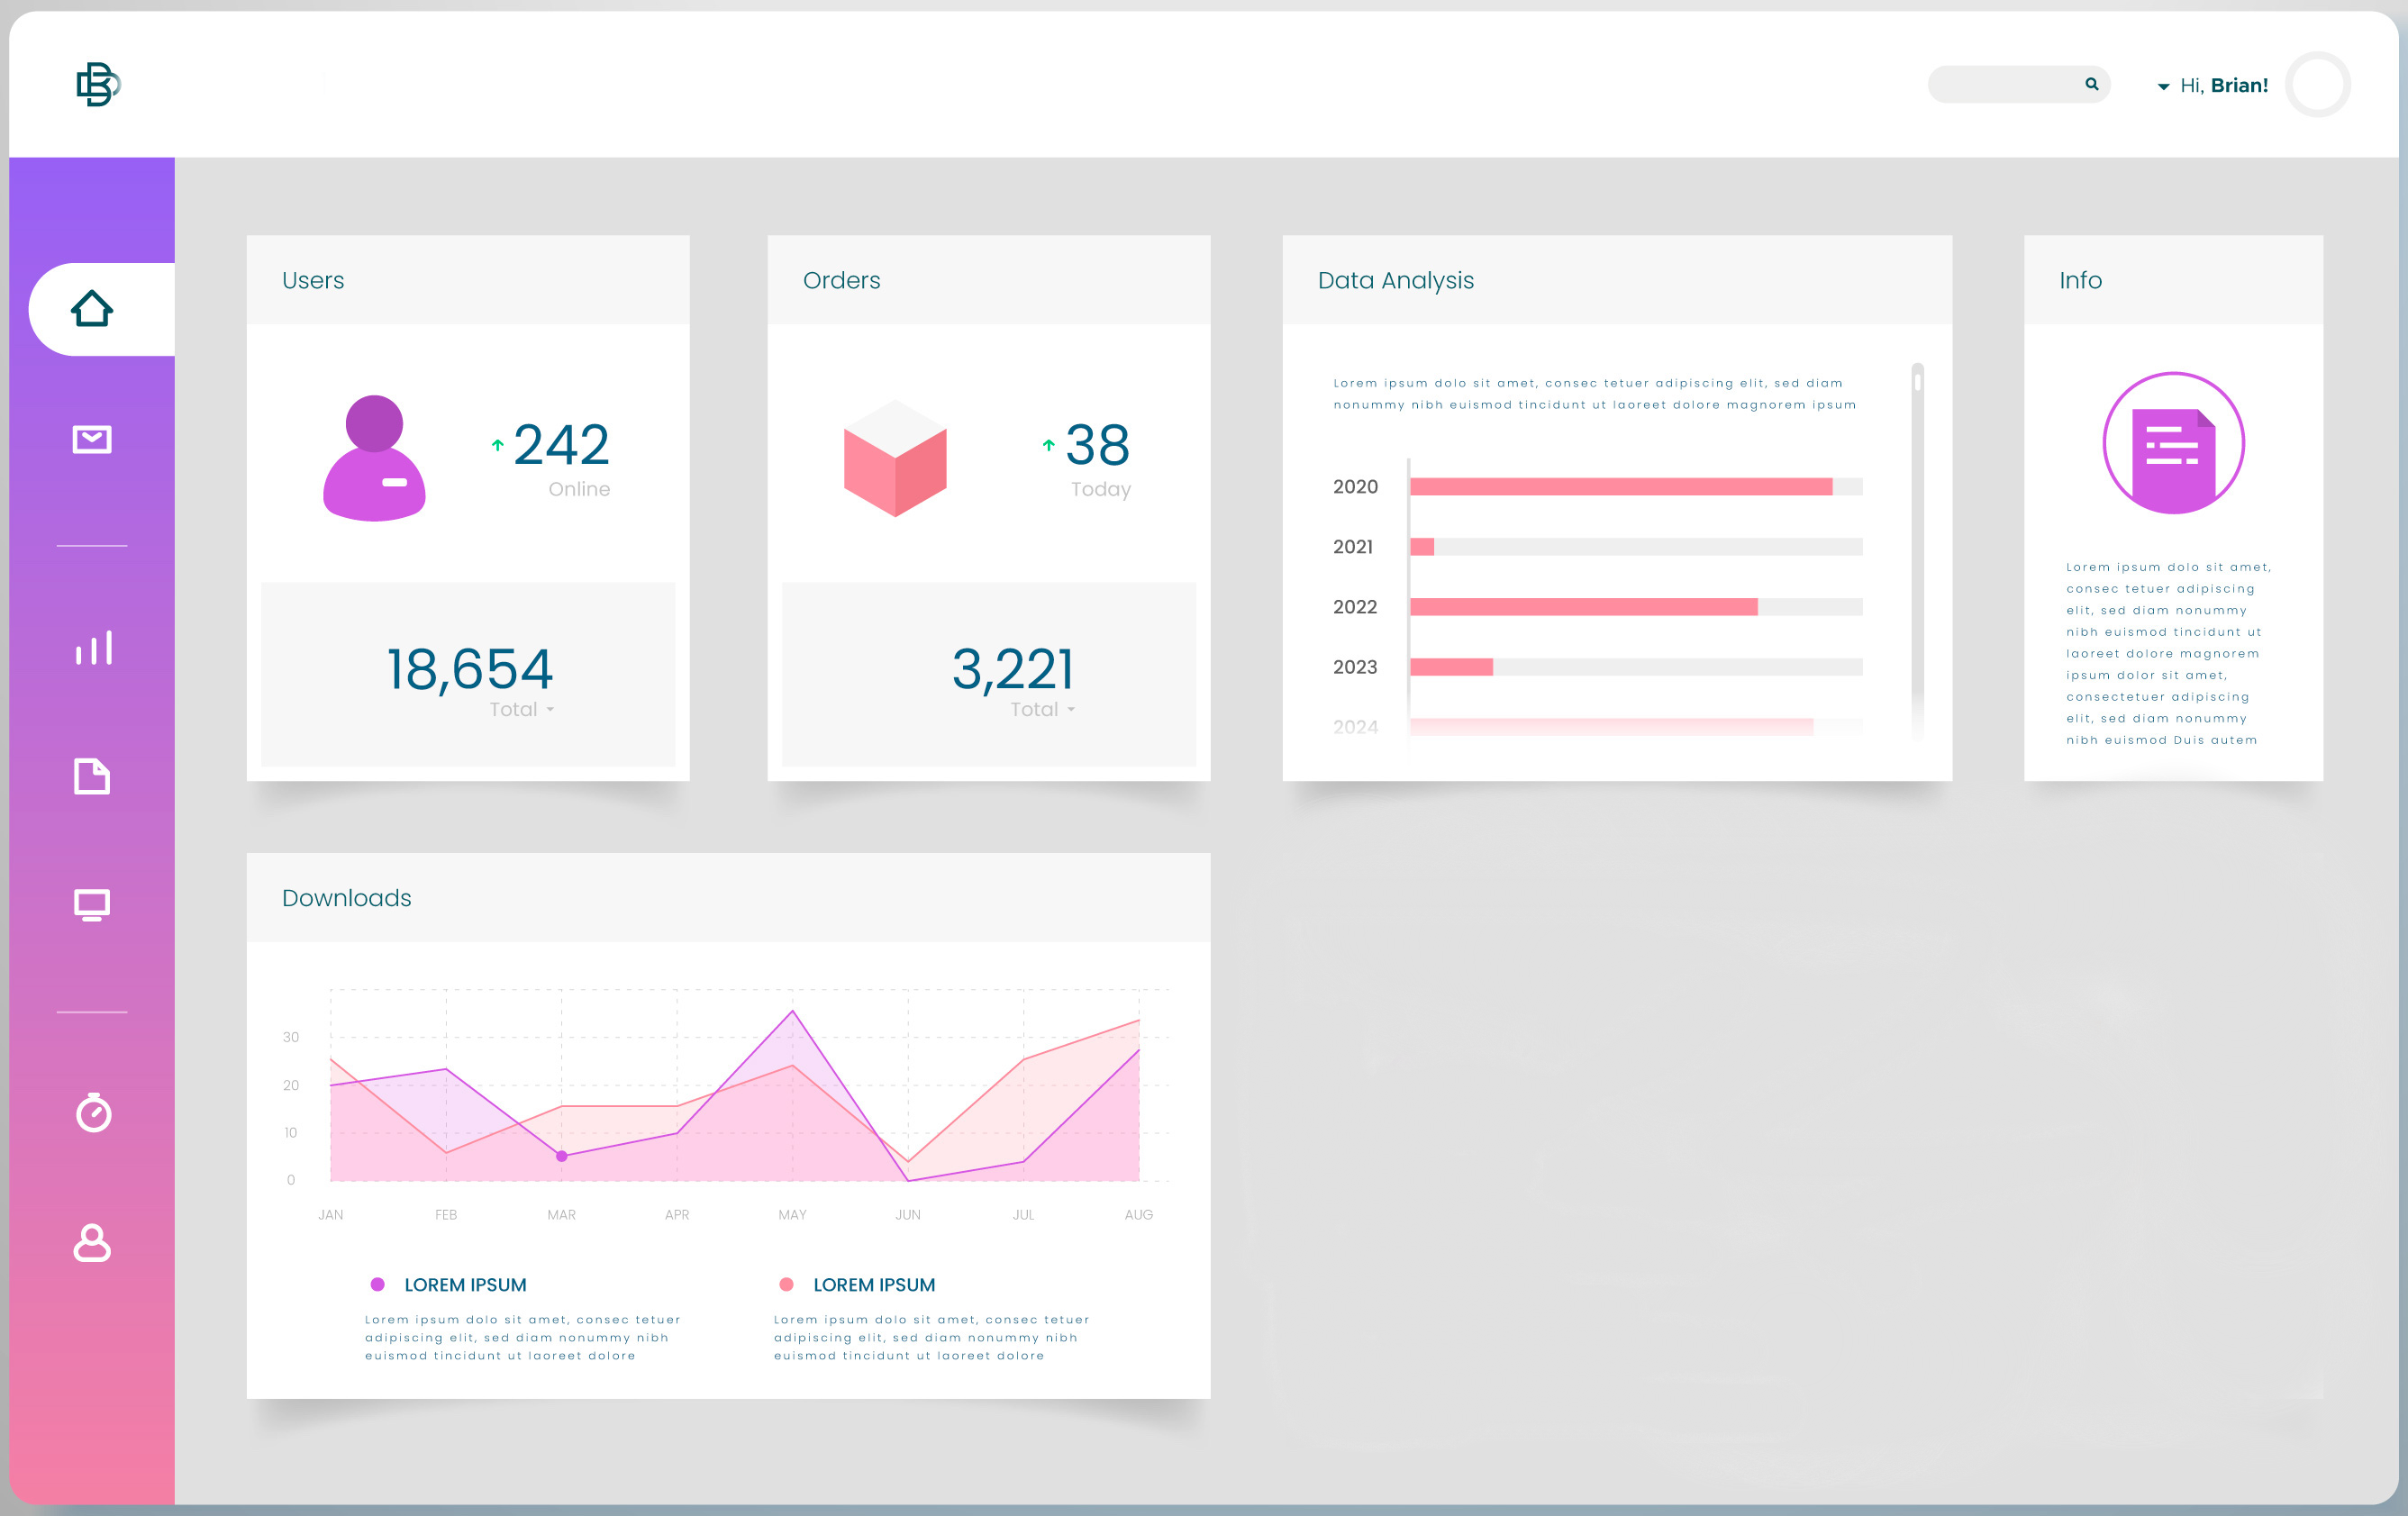 Hi, Brian!
Users
242
Online
18,654
Total
Orders
38
Today
3,221
Total
Data Analysis
Lorem ipsum dolo sit amet, consec tetuer adipiscing elit, sed diam
nonummy nibh euismod tincidunt ut laoreet dolore magnorem ipsum
2020
2021
2022
2023
2024
Info
Lorem ipsum dolo sit amet,
consec tetuer adipiscing
elit, sed diam nonummy
nibh euismod tincidunt ut
laoreet dolore magnorem
ipsum dolor sit amet,
consectetuer adipiscing
elit, sed diam nonummy
nibh euismod Duis autem
Downloads
30
20
10
0
JAN FEB MAR APR MAY JUN JUL AUG
LOREM IPSUM
Lorem ipsum dolo sit amet, consec tetuer
adipiscing elit, sed diam nonummy nibh
euismod tincidunt ut laoreet dolore
LOREM IPSUM
Lorem ipsum dolo sit amet, consec tetuer
adipiscing elit, sed diam nonummy nibh
euismod tincidunt ut laoreet dolore